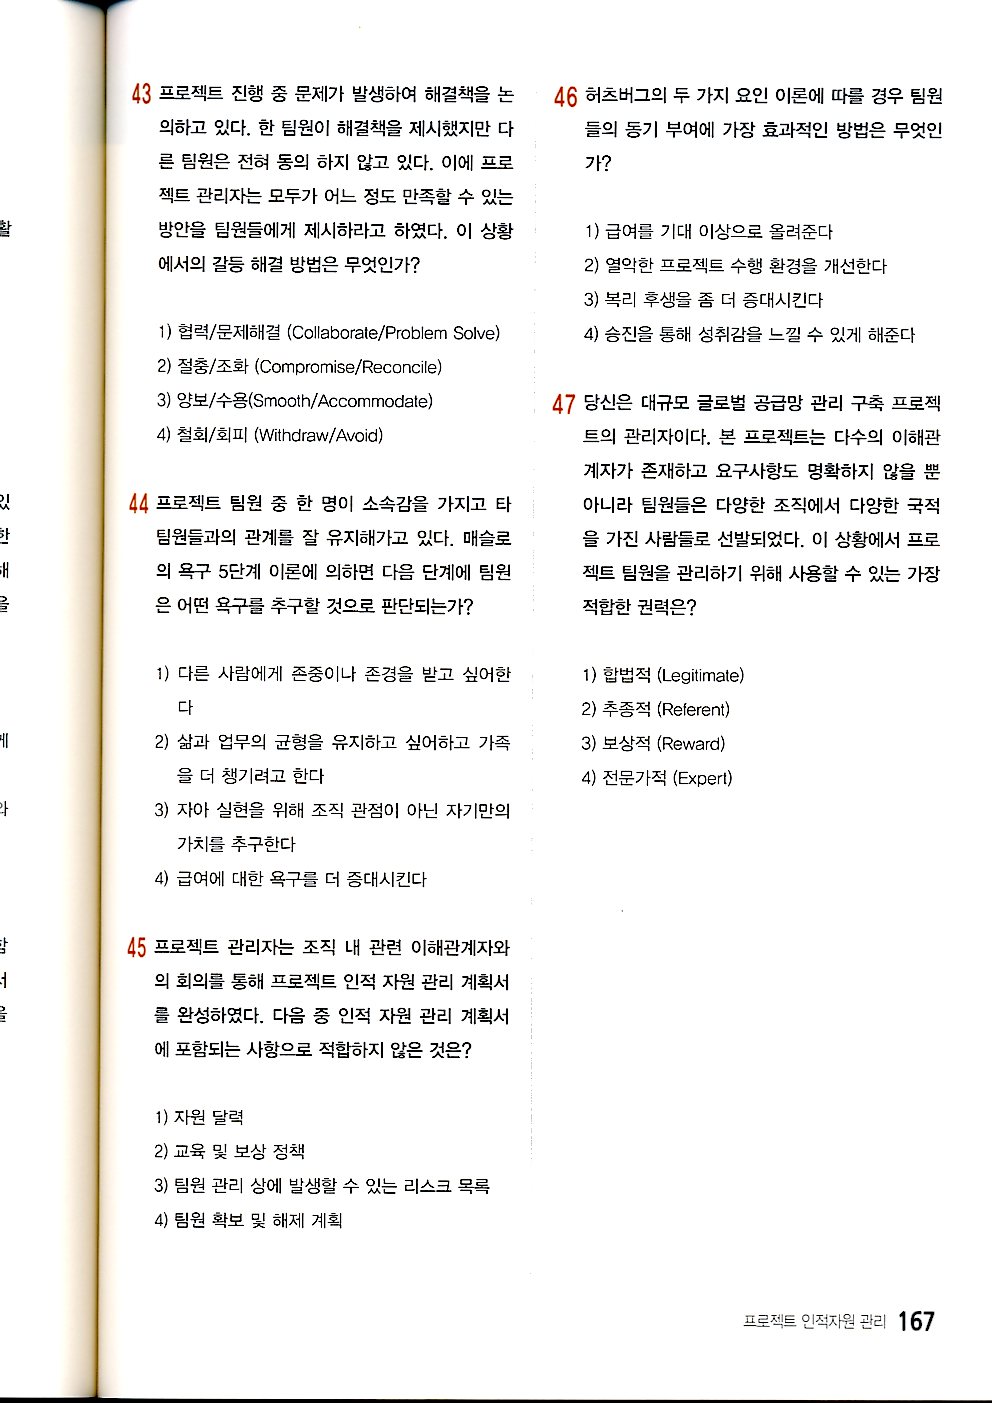 활
있
한
해
을
게
와
함
서
을
43 프로젝트 진행 중 문제가 발생하여 해결책을 논
의하고 있다. 한 팀원이 해결책을 제시했지만 다
른 팀원은 전혀 동의 하지 않고 있다. 이에 프로
젝트 관리자는 모두가 어느 정도 만족할 수 있는
방안을 팀원들에게 제시하라고 하였다. 이 상황
에서의 갈등 해결 방법은 무엇인가?
1) 협력/문제해결 (Collaborate/Problem Solve)
2) 절충/조화 (Compromise/Reconcile)
3) 양보/수용(Smooth/Accommodate)
4) 철회/회피 (Withdraw/Avoid)
44 프로젝트 팀원 중 한 명이 소속감을 가지고 타
팀원들과의 관계를 잘 유지해가고 있다. 매슬로
의 욕구 5단계 이론에 의하면 다음 단계에 팀원
은 어떤 욕구를 추구할 것으로 판단되는가?
1) 다른 사람에게 존중이나 존경을 받고 싶어한
다
2) 삶과 업무의 균형을 유지하고 싶어하고 가족
을 더 챙기려고 한다
3) 자아 실현을 위해 조직 관점이 아닌 자기만의
가치를 추구한다
4) 급여에 대한 욕구를 더 증대시킨다
45 프로젝트 관리자는 조직 내 관련 이해관계자와
의 회의를 통해 프로젝트 인적 자원 관리 계획서
를 완성하였다. 다음 중 인적 자원 관리 계획서
에 포함되는 사항으로 적합하지 않은 것은?
1) 자원 달력
2) 교육 및 보상 정책
3) 팀원 관리 상에 발생할 수 있는 리스크 목록
4) 팀원 확보 및 해제 계획
46 허츠버그의 두 가지 요인 이론에 따를 경우 팀원
들의 동기 부여에 가장 효과적인 방법은 무엇인
가?
1) 급여를 기대 이상으로 올려준다
2) 열악한 프로젝트 수행 환경을 개선한다
3) 복리 후생을 좀 더 증대시킨다
4) 승진을 통해 성취감을 느낄 수 있게 해준다
47 당신은 대규모 글로벌 공급망 관리 구축 프로젝
트의 관리자이다. 본 프로젝트는 다수의 이해관
계자가 존재하고 요구사항도 명확하지 않을 뿐
아니라 팀원들은 다양한 조직에서 다양한 국적
을 가진 사람들로 선발되었다. 이 상황에서 프로
젝트 팀원을 관리하기 위해 사용할 수 있는 가장
적합한 권력은?
1) 합법적 (Legitimate)
2) 추종적 (Referent)
3) 보상적 (Reward)
4) 전문가적 (Expert)
프로젝트 인적자원 관리 167